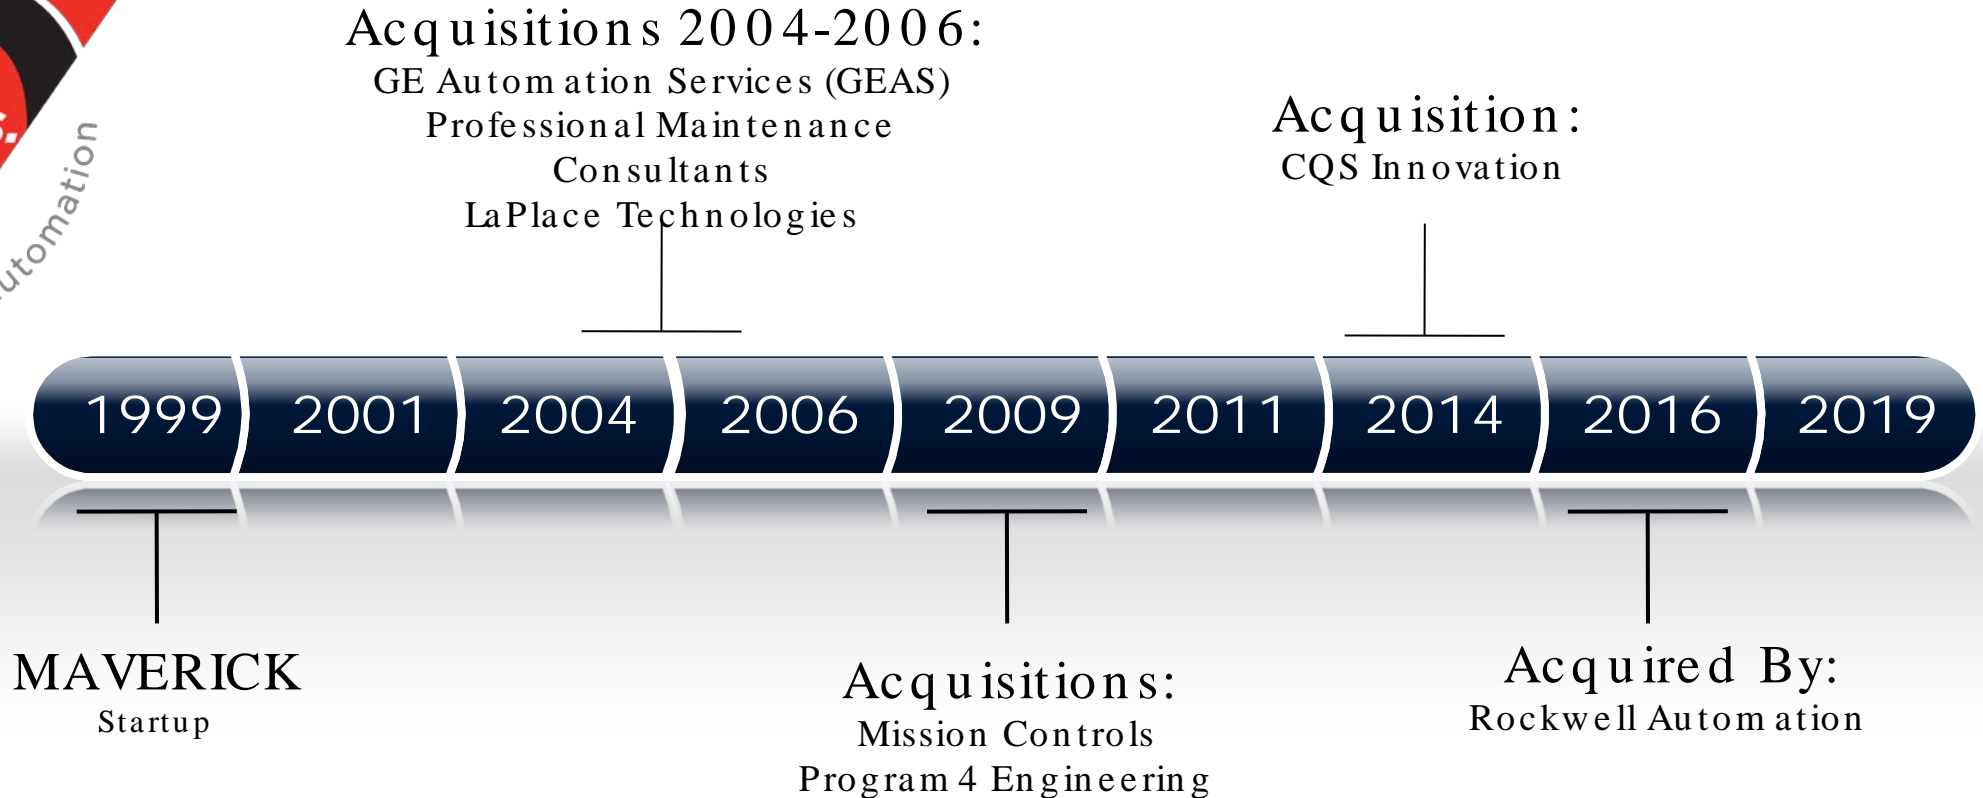 Acquisitions 2004-2006:
GE Automation Services (GEAS)
Professional Maintenance
Consultants
LaPlace Technologies
Acquisition:
CQS Innovation
1999 2001 2004 2006 2009 2011 2014 2016 2019
MAVERICK
Startup
Acquisitions:
Mission Controls
Program 4 Engineering
Acquired By:
Rockwell Automation